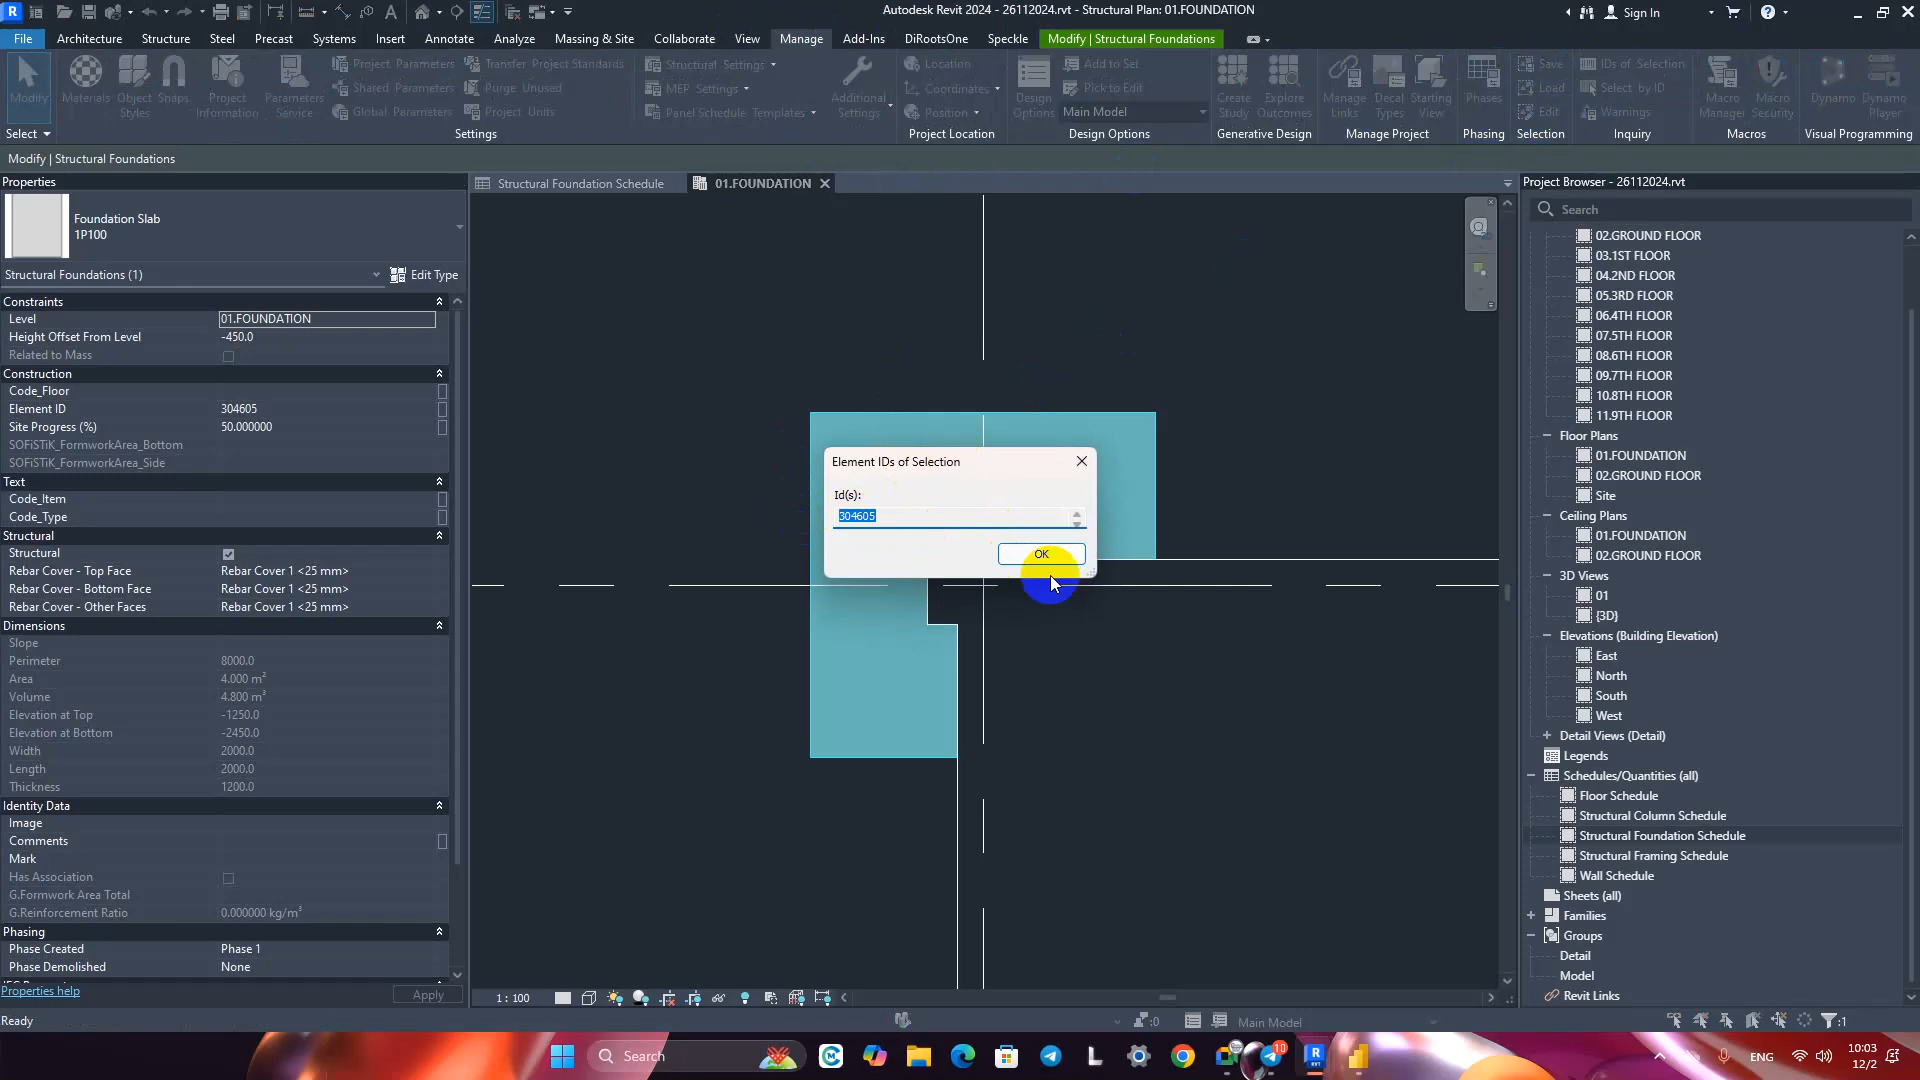 Autodesk Revit 2024 - 26112024.rvt - Structural Plan: 01.FOUNDATION
Sign In
File Architecture Structure Steel Precast Systems Insert Annotate Analyze Massing & Site Collaborate View Manage Add-Ins DiRootsOne Speckle Modify | Structural Foundations
Modify
Select
Materials
Object Styles
Snaps
Project Information
Parameters Service
Project Parameters
Shared Parameters
Global Parameters
Transfer Project Standards
Purge Unused
Project Units
Structural Settings
MEP Settings
Panel Schedule Templates
Additional Settings
Settings
Location
Coordinates
Position
Project Location
Design Options
Add to Set
Pick to Edit
Main Model
Design Options
Create Study
Explore Outcomes
Generative Design
Manage Links
Decal Types
Starting View
Manage Project
Phases
Phasing
Save
Load
Edit
Selection
IDs of Selection
Select by ID
Warnings
Inquiry
Macro Manager
Macro Security
Macros
Dynamo
Dynamo Player
Visual Programming
Modify | Structural Foundations
Properties
Foundation Slab
1P100
Structural Foundations (1)
Edit Type
Constraints
Level 01.FOUNDATION
Height Offset From Level -450.0
Related to Mass
Construction
Code_Floor
Element ID 304605
Site Progress (%) 50.000000
SOFiSTiK_FormworkArea_Bottom
SOFiSTiK_FormworkArea_Side
Text
Code_Item
Code_Type
Structural
Structural
Rebar Cover - Top Face Rebar Cover 1 <25 mm>
Rebar Cover - Bottom Face Rebar Cover 1 <25 mm>
Rebar Cover - Other Faces Rebar Cover 1 <25 mm>
Dimensions
Slope
Perimeter 8000.0
Area 4.000 m²
Volume 4.800 m³
Elevation at Top -1250.0
Elevation at Bottom -2450.0
Width 2000.0
Length 2000.0
Thickness 1200.0
Identity Data
Image
Comments
Mark
Has Association
G.Formwork Area Total
G.Reinforcement Ratio 0.000000 kg/m³
Phasing
Phase Created Phase 1
Phase Demolished None
Properties help
Apply
Ready
Structural Foundation Schedule
01.FOUNDATION
Element IDs of Selection
Id(s):
304605
OK
1 : 100
:0
Main Model
:1
Project Browser - 26112024.rvt
Search
02.GROUND FLOOR
03.1ST FLOOR
04.2ND FLOOR
05.3RD FLOOR
06.4TH FLOOR
07.5TH FLOOR
08.6TH FLOOR
09.7TH FLOOR
10.8TH FLOOR
11.9TH FLOOR
Floor Plans
01.FOUNDATION
02.GROUND FLOOR
Site
Ceiling Plans
01.FOUNDATION
02.GROUND FLOOR
3D Views
01
{3D}
Elevations (Building Elevation)
East
North
South
West
Detail Views (Detail)
Legends
Schedules/Quantities (all)
Floor Schedule
Structural Column Schedule
Structural Foundation Schedule
Structural Framing Schedule
Wall Schedule
Sheets (all)
Families
Groups
Detail
Model
Revit Links
Search
10
ENG
10:03
12/2